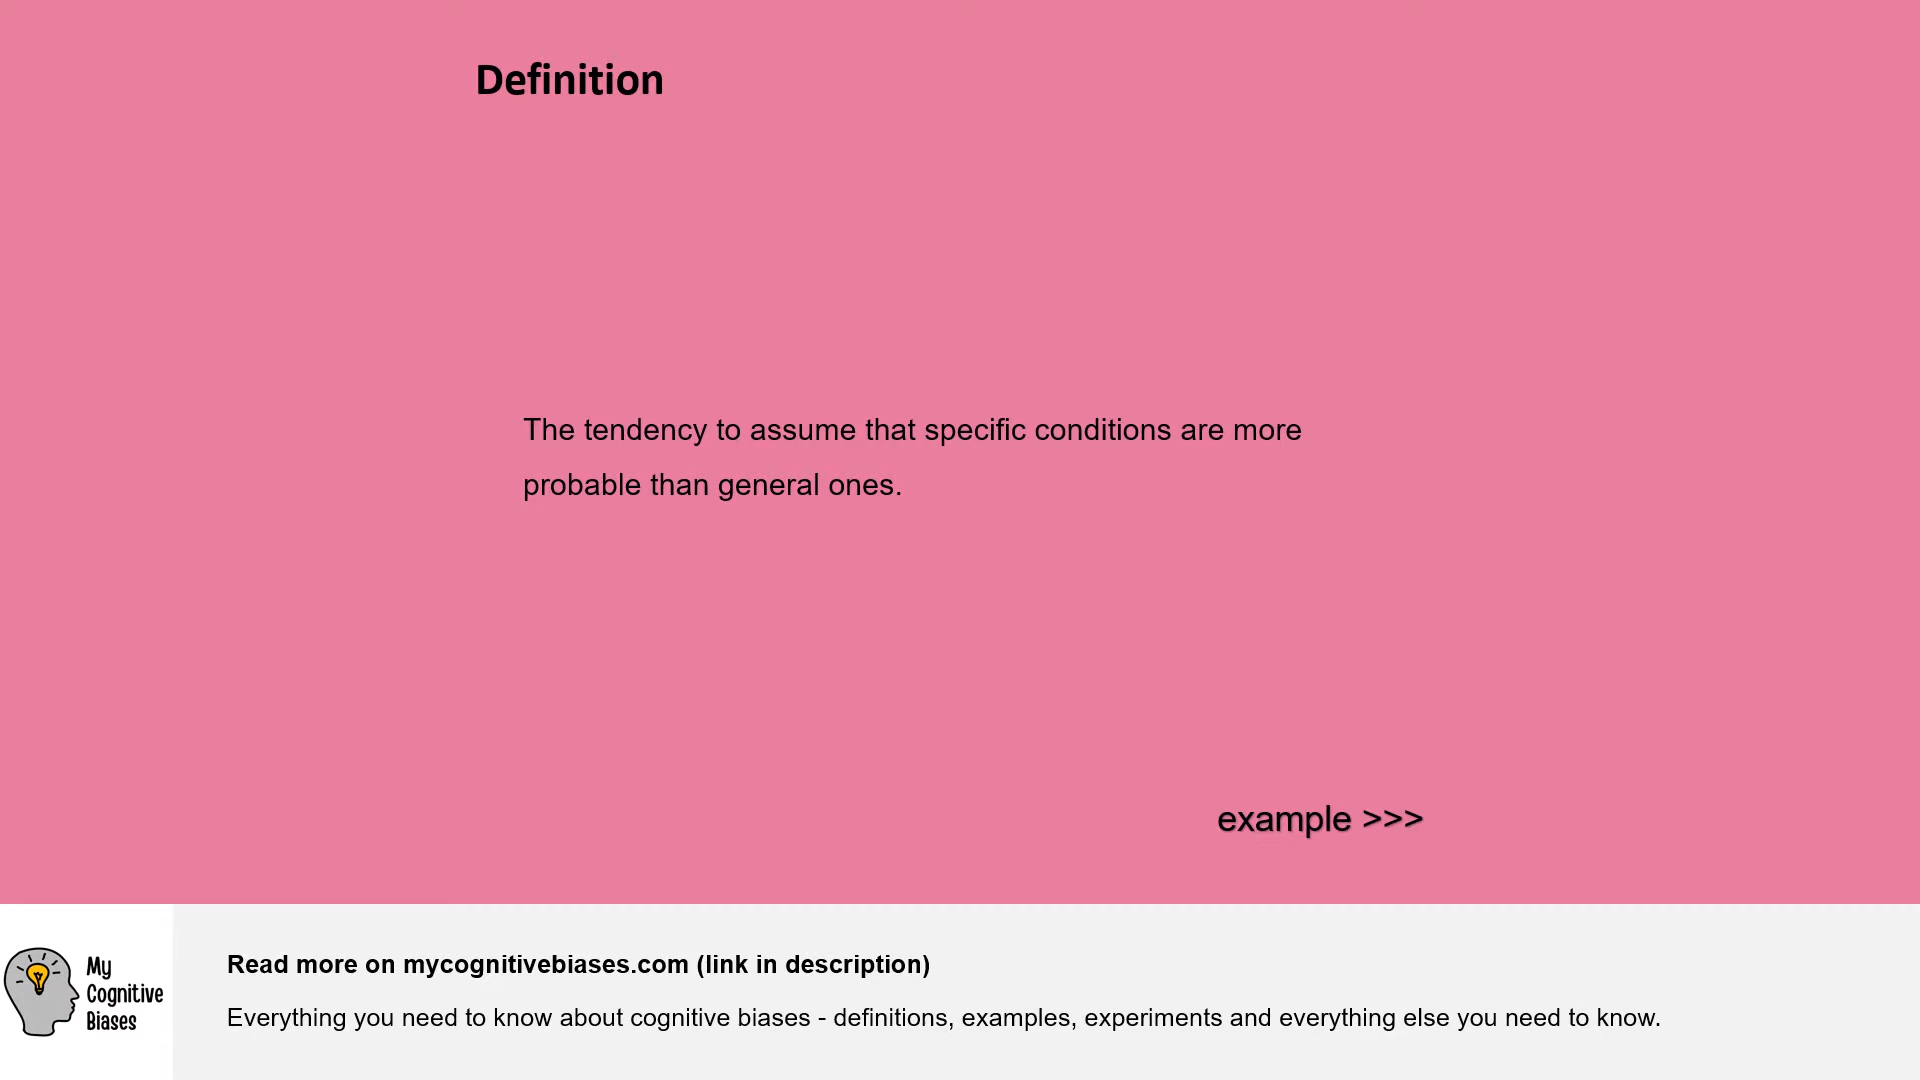 Definition
The tendency to assume that specific conditions are more
probable than general ones.
example >>>
My
Cognitive
Biases
Read more on mycognitivebiases.com (link in description)
Everything you need to know about cognitive biases - definitions, examples, experiments and everything else you need to know.